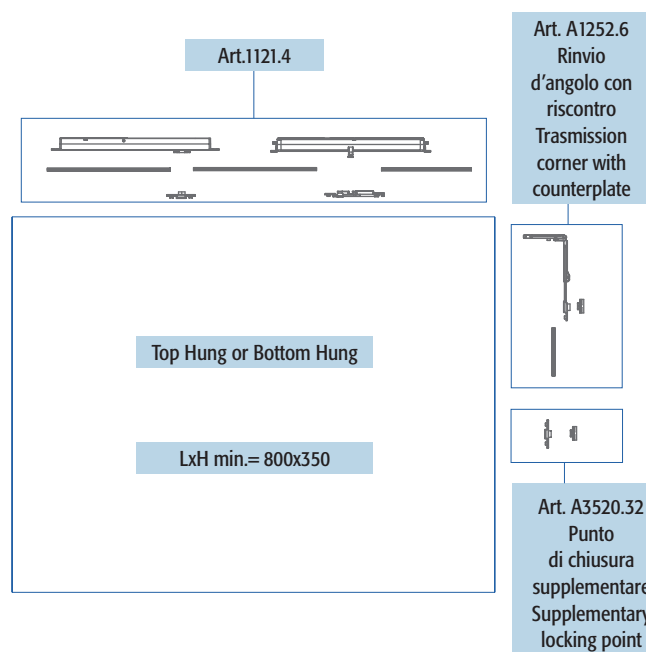 Art.1121.4
Art. A1252.6
Rinvio
d'angolo con
riscontro
Trasmission
corner with
counterplate
Top Hung or Bottom Hung
LxH min.= 800x350
Art. A3520.32
Punto
di chiusura
supplementare
Supplementary
locking point